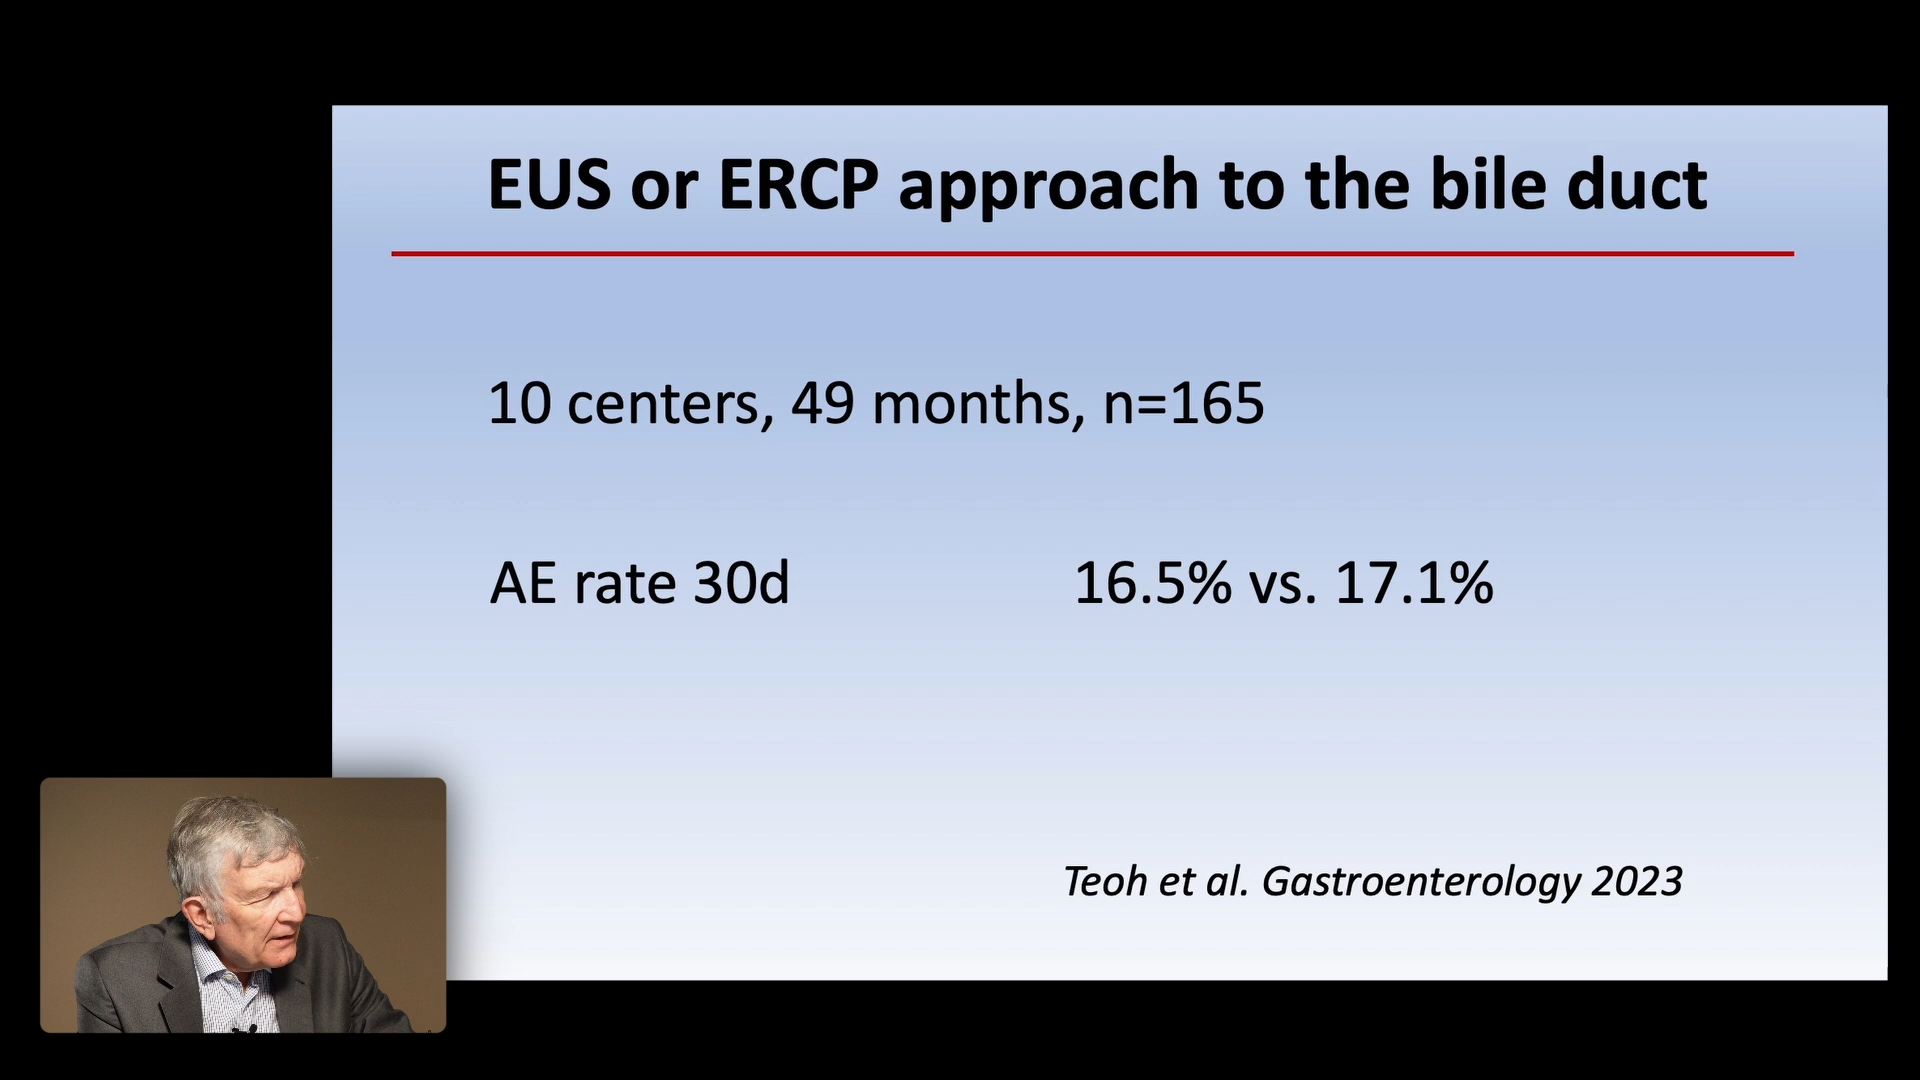 EUS or ERCP approach to the bile duct
10 centers, 49 months, n=165
AE rate 30d 16.5% vs. 17.1%
Teoh et al. Gastroenterology 2023